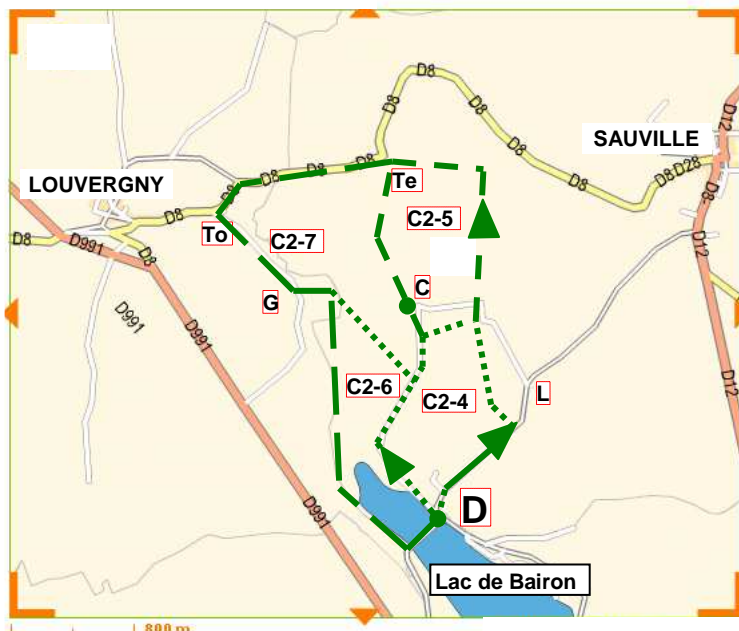 D8
SAUVILLE
D12
D8
D8
D28
D8
LOUVERGNY
D8
Te
D8
C2-5
D8
To
C2-7
D991
D8
D12
C
G
D991
D991
C2-6
C2-4
L
D
D991
D12
Lac de Bairon
800 m